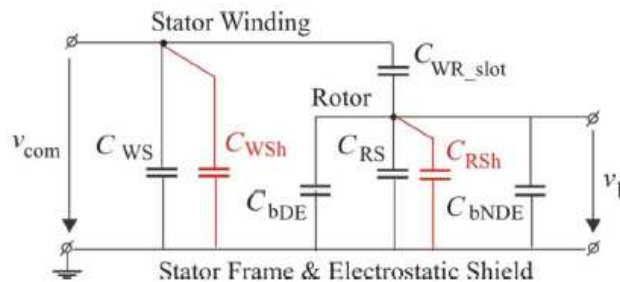 Stator Winding
C WR_slot
Rotor
v com
C WS
C WSh
C RS
C RSh
C bDE
C bNDE
Stator Frame & Electrostatic Shield